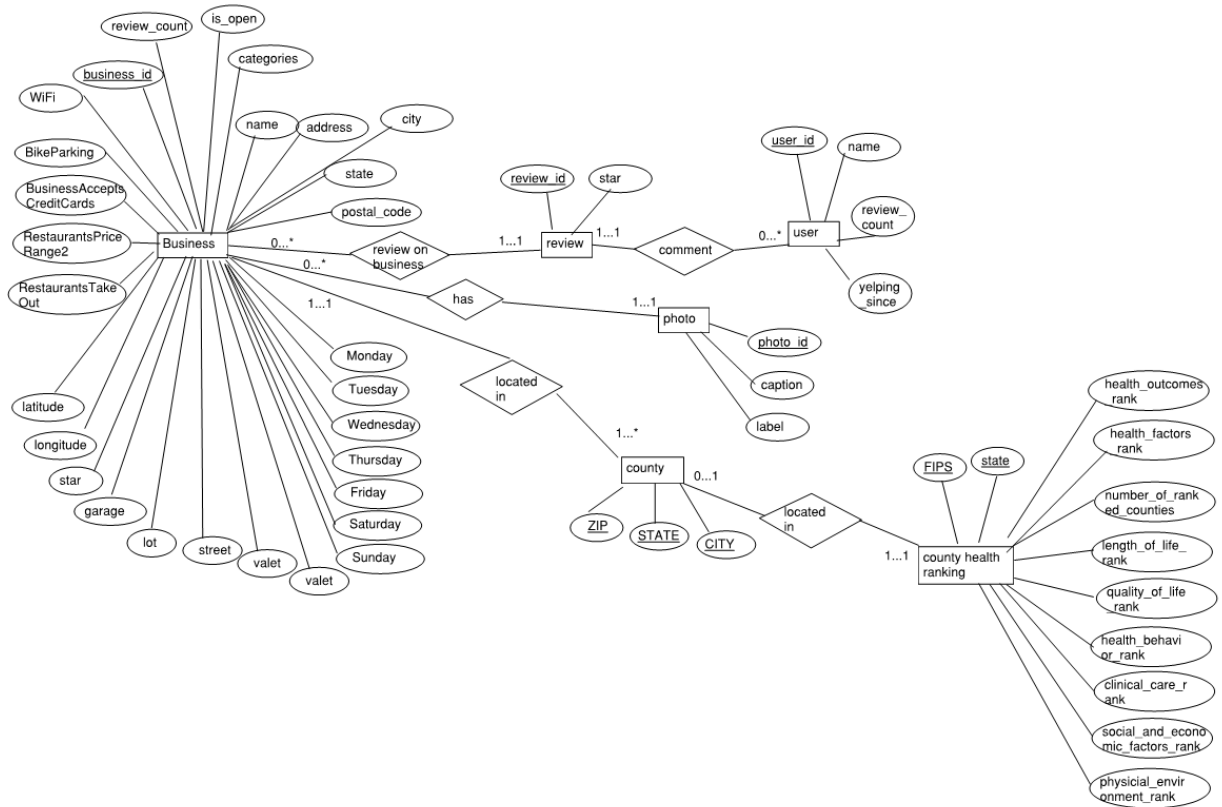 is_open
review_count
categories
business_id
WiFi
name
address
city
BikeParking
state
BusinessAccepts
CreditCards
postal_code
RestaurantsPrice
Range2
Business
0...*
review on
business
1...1
RestaurantsTake
Out
0...*
has
1...1
1...1
review_id
star
review
1...1
comment
0...*
user_id
name
user
review_
count
yelping
_since
photo
photo_id
caption
label
latitude
longitude
star
garage
lot
street
valet
valet
Monday
Tuesday
Wednesday
Thursday
Friday
Saturday
Sunday
located
in
1...*
county
0...1
ZIP
STATE
CITY
located
in
1...1
FIPS
state
county health
ranking
health_outcomes
_rank
health_factors
rank
number_of_rank
ed_counties
length_of_life_
rank
quality_of_life
_rank
health_behavi
or_rank
clinical_care_r
ank
social_and_econo
mic_factors_rank
physicial_envir
onment_rank